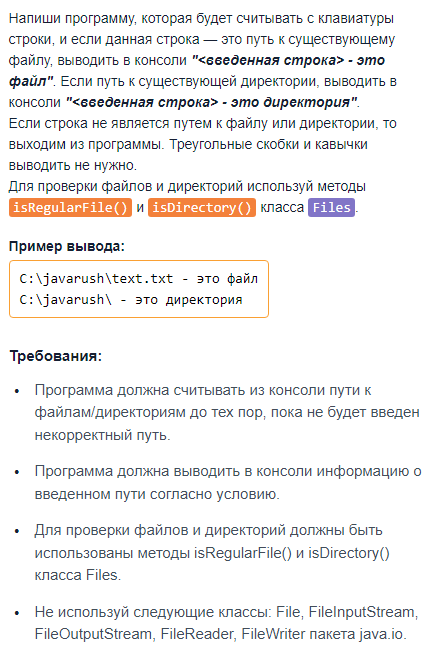 Напиши программу, которая будет считывать с клавиатуры
строки, и если данная строка — это путь к существующему
файлу, выводить в консоли "<введенная строка> - это
файл". Если путь к существующей директории, выводить в
консоли "<введенная строка> - это директория".
Если строка не является путем к файлу или директории, то
выходим из программы. Треугольные скобки и кавычки
выводить не нужно.
Для проверки файлов и директорий используй методы
isRegularFile() и isDirectory() класса Files.
Пример вывода:
C:\javarush\text.txt - это файл
C:\javarush\ - это директория
Требования:
• Программа должна считывать из консоли пути к
файлам/директориям до тех пор, пока не будет введен
некорректный путь.
• Программа должна выводить в консоли информацию о
введенном пути согласно условию.
• Для проверки файлов и директорий должны быть
использованы методы isRegularFile() и isDirectory()
класса Files.
• Не используй следующие классы: File, FileInputStream,
FileOutputStream, FileReader, FileWriter пакета java.io.